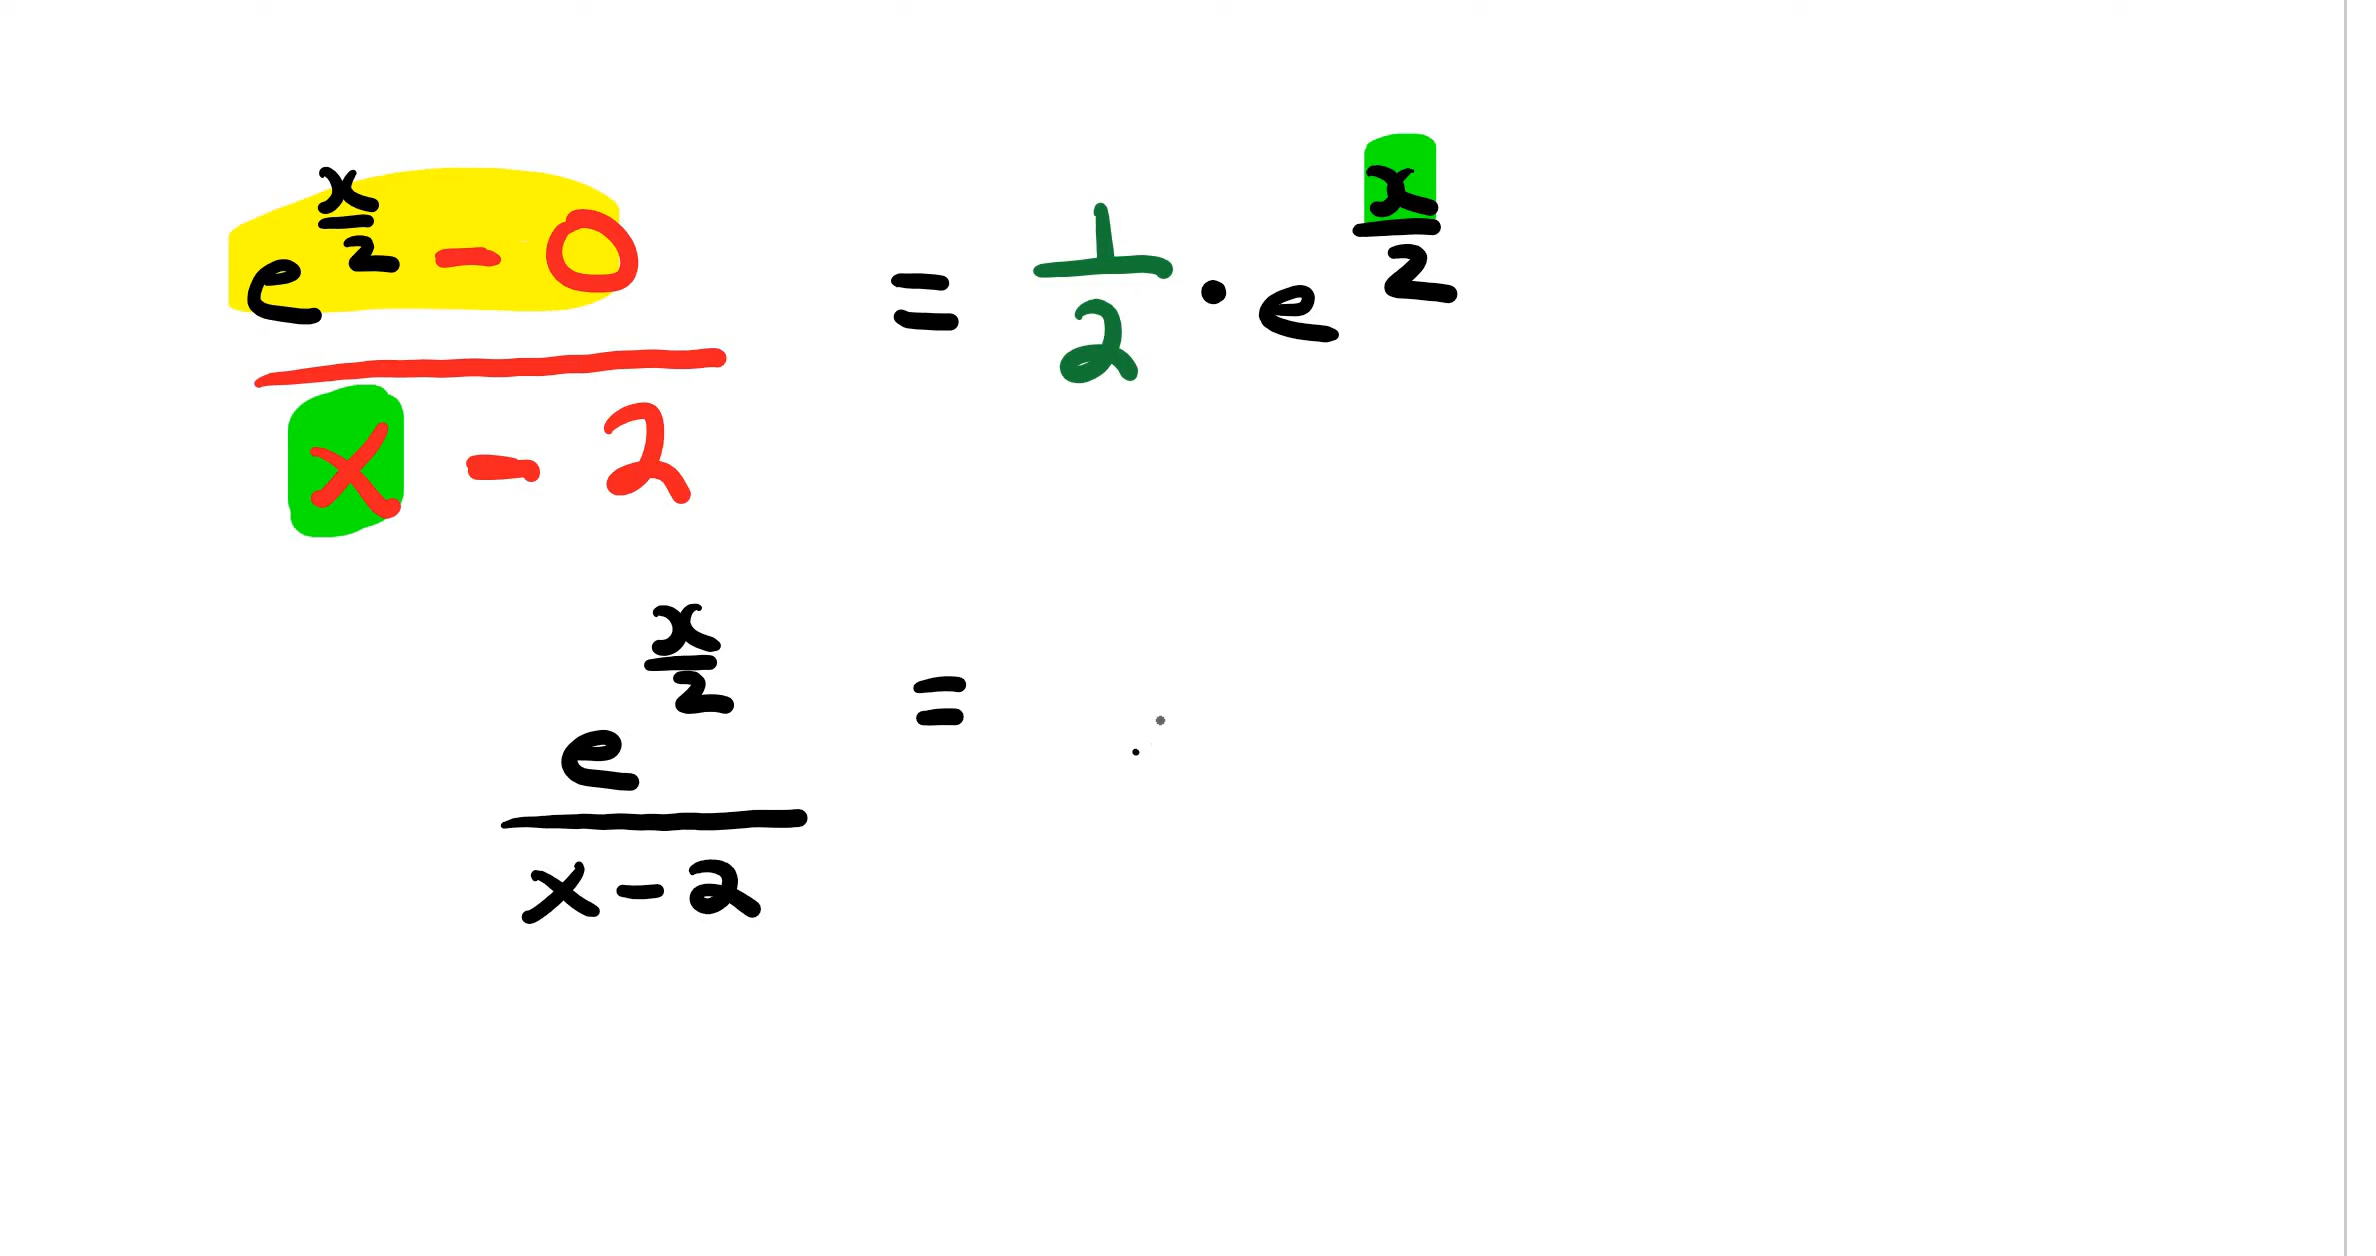 e^(x/2) - 0
x - 2
= 1/2 · e^(x/2)
e^(x/2)
x - 2
=